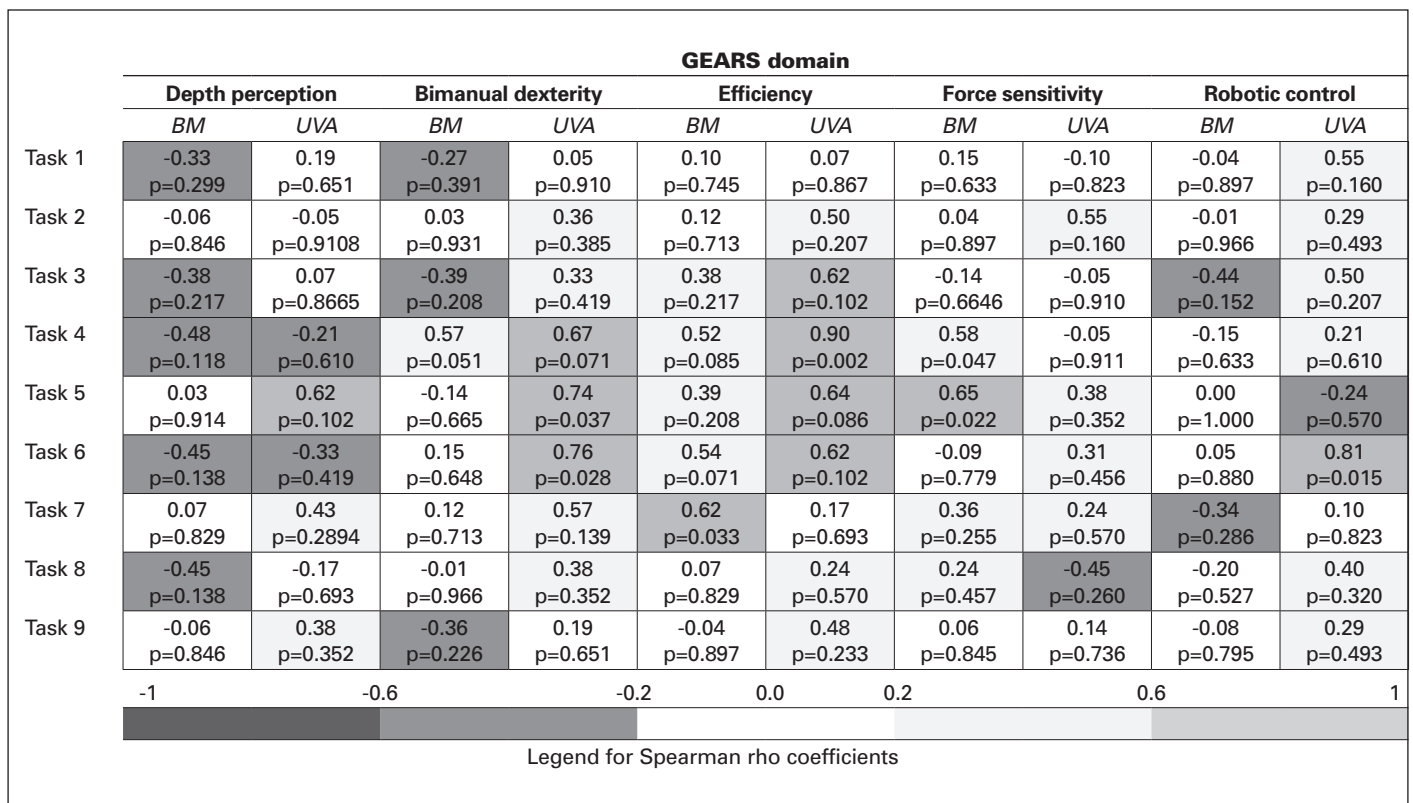 GEARS domain
Depth perception Bimanual dexterity Efficiency Force sensitivity Robotic control
BM UVA BM UVA BM UVA BM UVA BM UVA
Task 1 -0.33 0.19 -0.27 0.05 0.10 0.07 0.15 -0.10 -0.04 0.55
p=0.299 p=0.651 p=0.391 p=0.910 p=0.745 p=0.867 p=0.633 p=0.823 p=0.897 p=0.160
Task 2 -0.06 -0.05 0.03 0.36 0.12 0.50 0.04 0.55 -0.01 0.29
p=0.846 p=0.9108 p=0.931 p=0.385 p=0.713 p=0.207 p=0.897 p=0.160 p=0.966 p=0.493
Task 3 -0.38 0.07 -0.39 0.33 0.38 0.62 -0.14 -0.05 -0.44 0.50
p=0.217 p=0.8665 p=0.208 p=0.419 p=0.217 p=0.102 p=0.6646 p=0.910 p=0.152 p=0.207
Task 4 -0.48 -0.21 0.57 0.67 0.52 0.90 0.58 -0.05 -0.15 0.21
p=0.118 p=0.610 p=0.051 p=0.071 p=0.085 p=0.002 p=0.047 p=0.911 p=0.633 p=0.610
Task 5 0.03 0.62 -0.14 0.74 0.39 0.64 0.65 0.38 0.00 -0.24
p=0.914 p=0.102 p=0.665 p=0.037 p=0.208 p=0.086 p=0.022 p=0.352 p=1.000 p=0.570
Task 6 -0.45 -0.33 0.15 0.76 0.54 0.62 -0.09 0.31 0.05 0.81
p=0.138 p=0.419 p=0.648 p=0.028 p=0.071 p=0.102 p=0.779 p=0.456 p=0.880 p=0.015
Task 7 0.07 0.43 0.12 0.57 0.62 0.17 0.36 0.24 -0.34 0.10
p=0.829 p=0.2894 p=0.713 p=0.139 p=0.033 p=0.693 p=0.255 p=0.570 p=0.286 p=0.823
Task 8 -0.45 -0.17 -0.01 0.38 0.07 0.24 0.24 -0.45 -0.20 0.40
p=0.138 p=0.693 p=0.966 p=0.352 p=0.829 p=0.570 p=0.457 p=0.260 p=0.527 p=0.320
Task 9 -0.06 0.38 -0.36 0.19 -0.04 0.48 0.06 0.14 -0.08 0.29
p=0.846 p=0.352 p=0.226 p=0.651 p=0.897 p=0.233 p=0.845 p=0.736 p=0.795 p=0.493
-1 -0.6 -0.2 0.0 0.2 0.6 1
Legend for Spearman rho coefficients